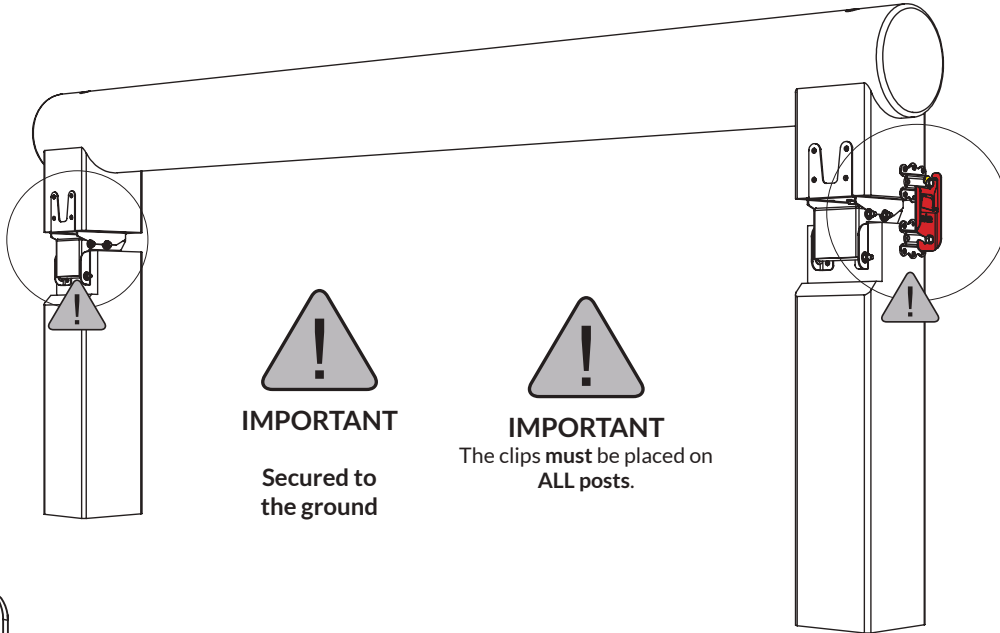 IMPORTANT
Secured to
the ground
IMPORTANT
The clips must be placed on
ALL posts.